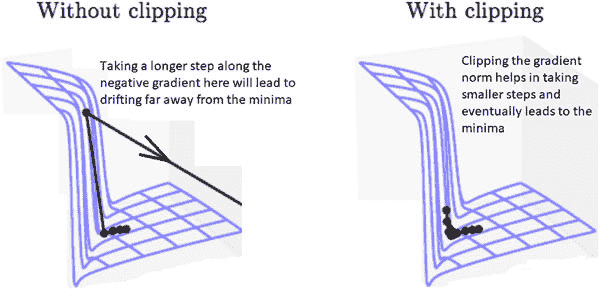 Without clipping
Taking a longer step along the
negative gradient here will lead to
drifting far away from the minima
With clipping
Clipping the gradient
norm helps in taking
smaller steps and
eventually leads to the
minima